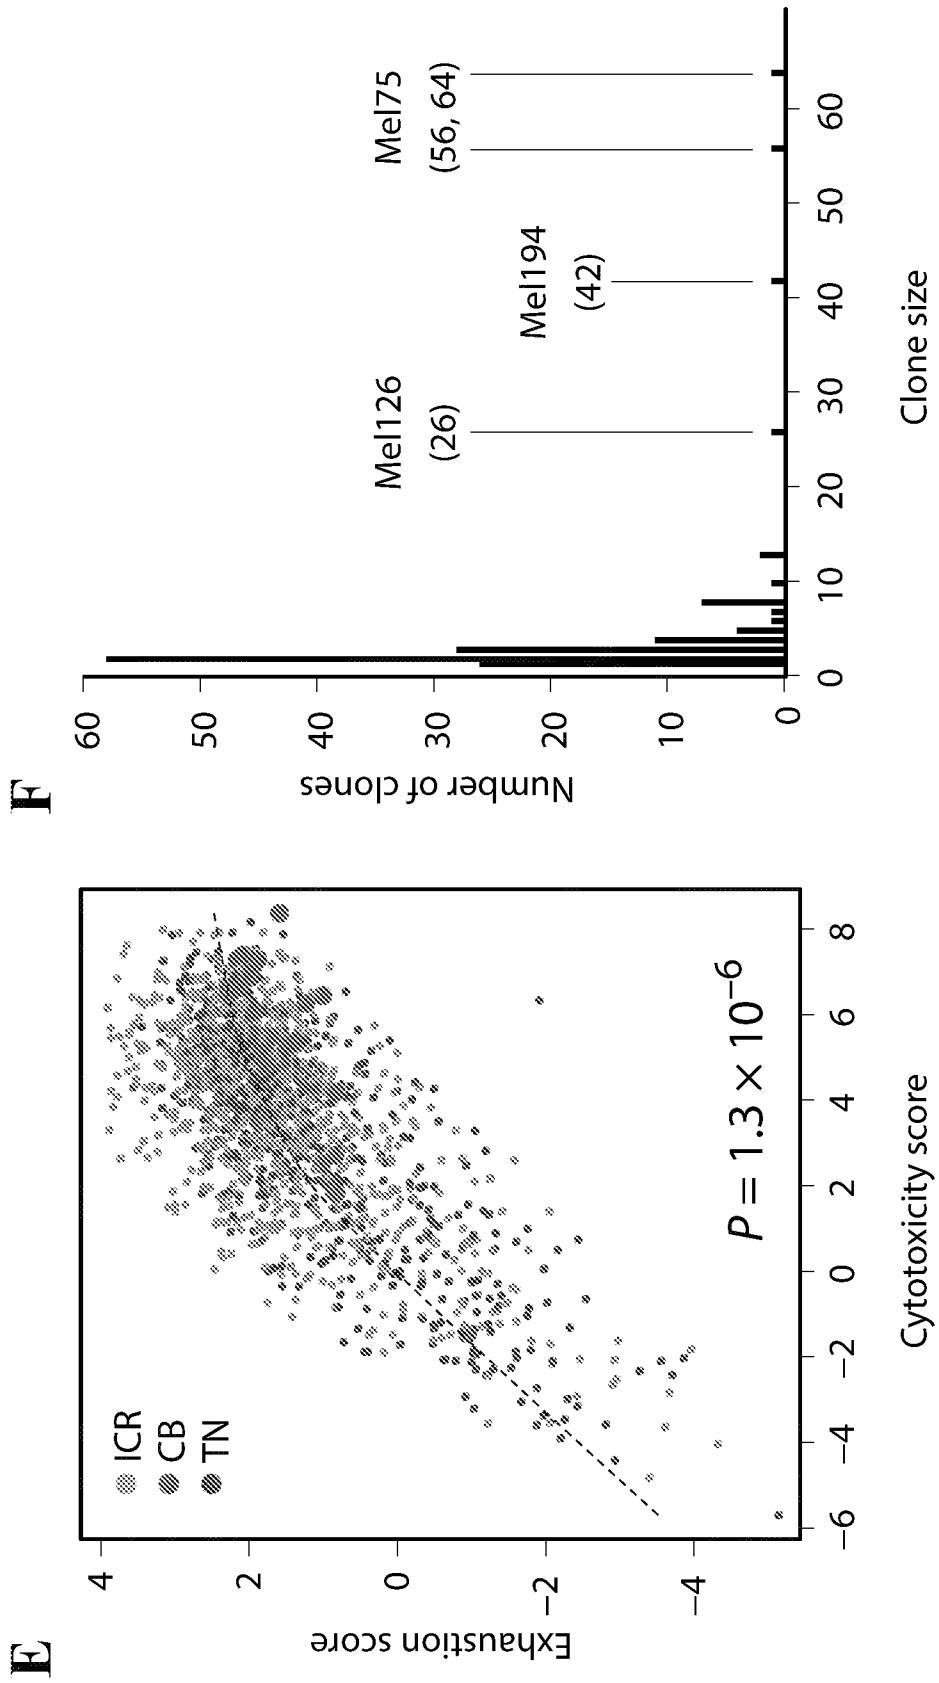 E
Exhaustion score
4
2
0
−2
−4
ICR
CB
TN
P = 1.3 × 10−6
−6
−4
−2
0
2
4
6
8
Cytotoxicity score
F
Number of clones
60
50
40
30
20
10
0
Mel126
(26)
Mel194
(42)
Mel75
(56, 64)
0
10
20
30
40
50
60
Clone size